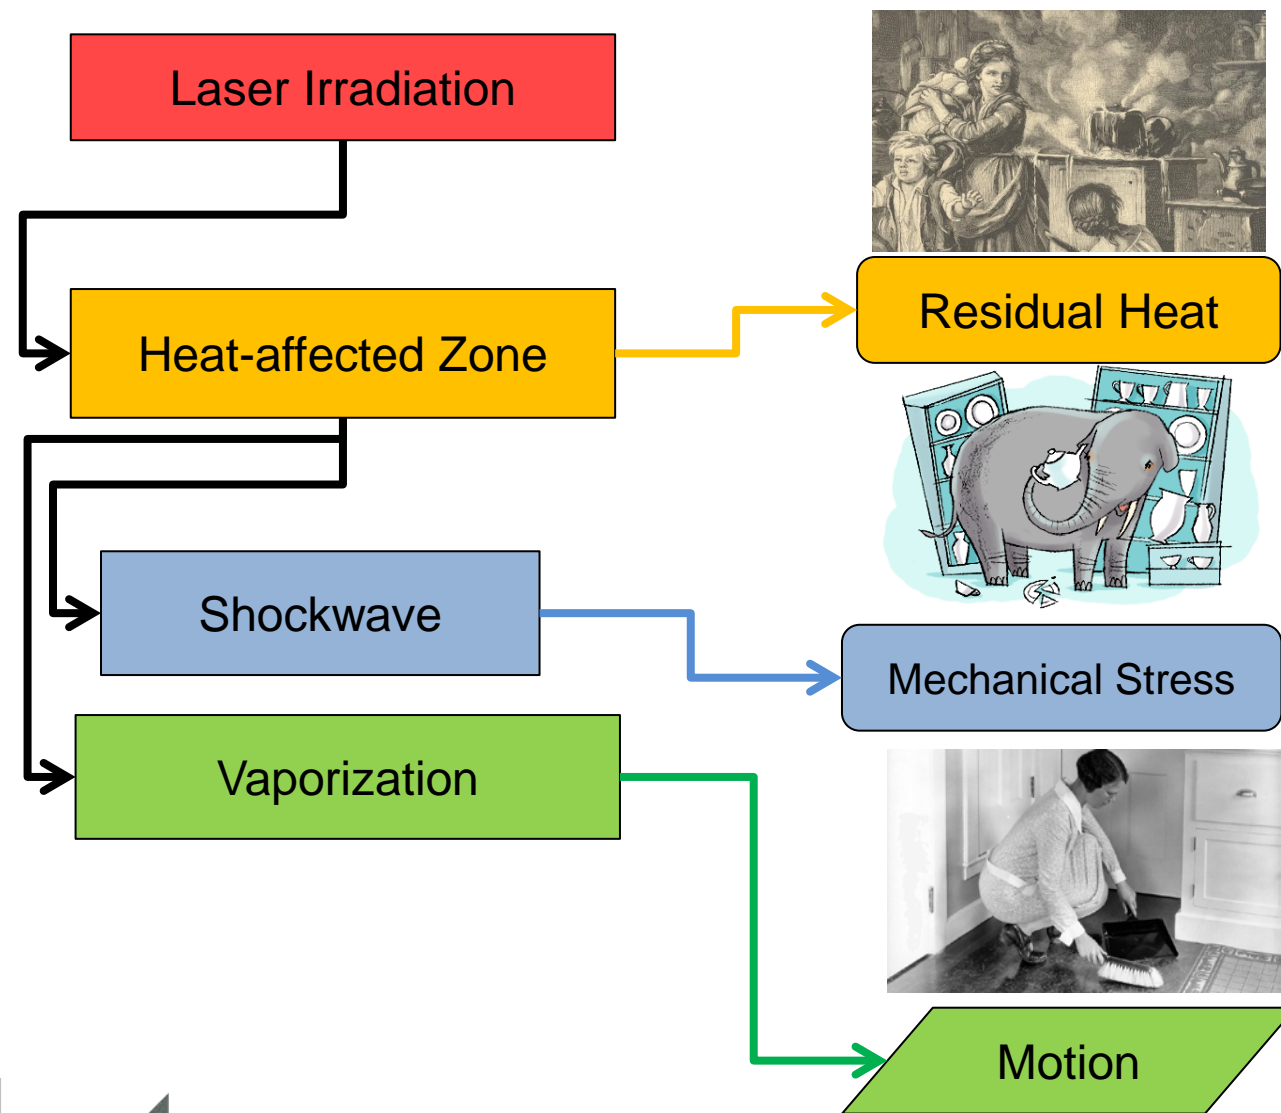 Laser Irradiation
Heat-affected Zone
Residual Heat
Shockwave
Mechanical Stress
Vaporization
Motion